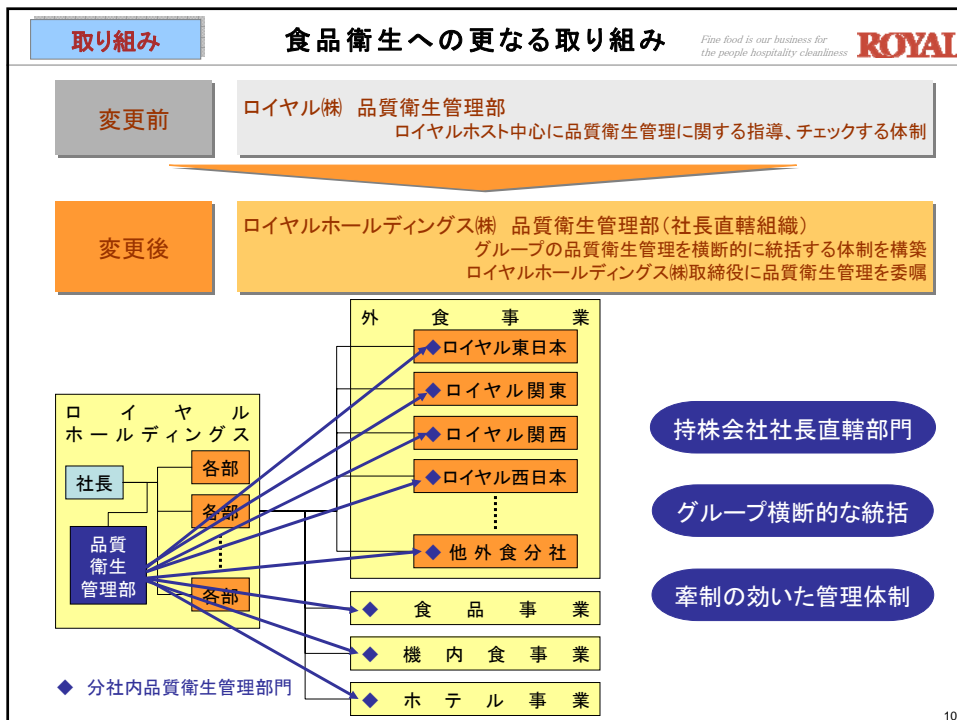 取り組み
食品衛生への更なる取り組み
Fine food is our business for
the people hospitality cleanliness
ROYAL
変更前
ロイヤル㈱ 品質衛生管理部
ロイヤルホスト中心に品質衛生管理に関する指導、チェックする体制
変更後
ロイヤルホールディングス㈱ 品質衛生管理部（社長直轄組織）
グループの品質衛生管理を横断的に統括する体制を構築
ロイヤルホールディングス㈱取締役に品質衛生管理を委嘱
ロイヤル
ホールディングス
社長
各部
各部
各部
品質
衛生
管理部
外食事業
◆ロイヤル東日本
◆ロイヤル関東
◆ロイヤル関西
◆ロイヤル西日本
◆他外食分社
◆食品事業
◆機内食事業
◆ホテル事業
持株会社社長直轄部門
グループ横断的な統括
牽制の効いた管理体制
◆ 分社内品質衛生管理部門
10